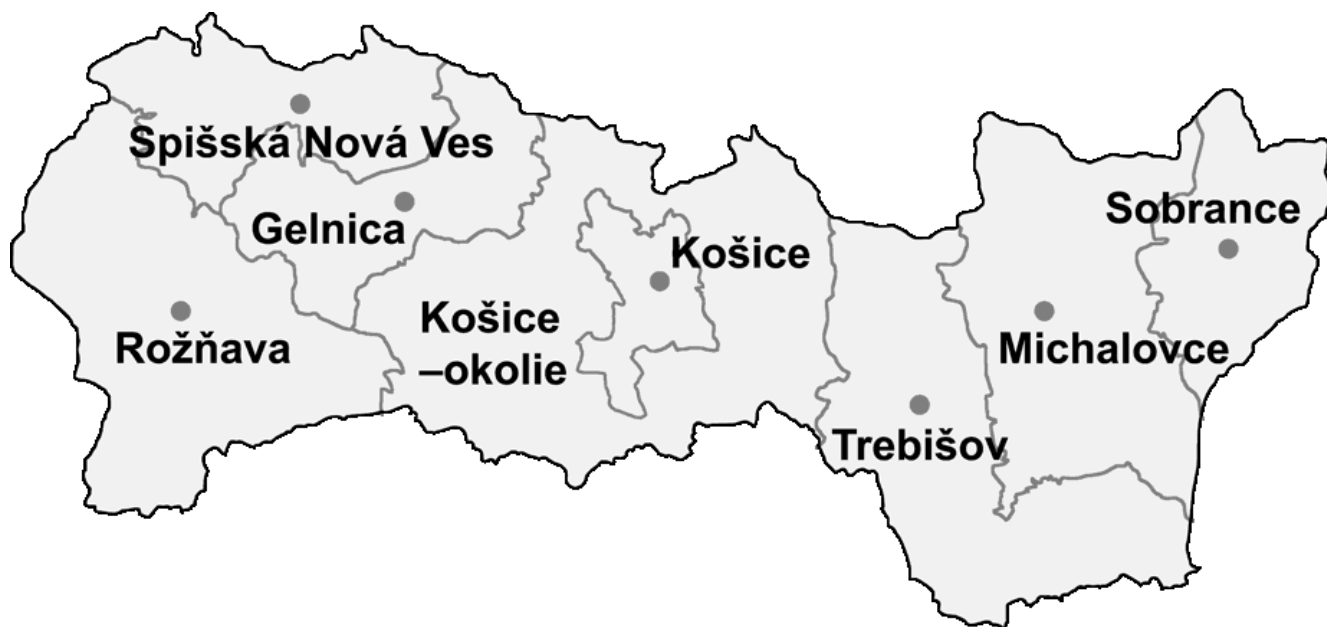 Spišská Nová Ves
Gelnica
Rožňava
Košice
–okolie
Košice
Trebišov
Michalovce
Sobrance